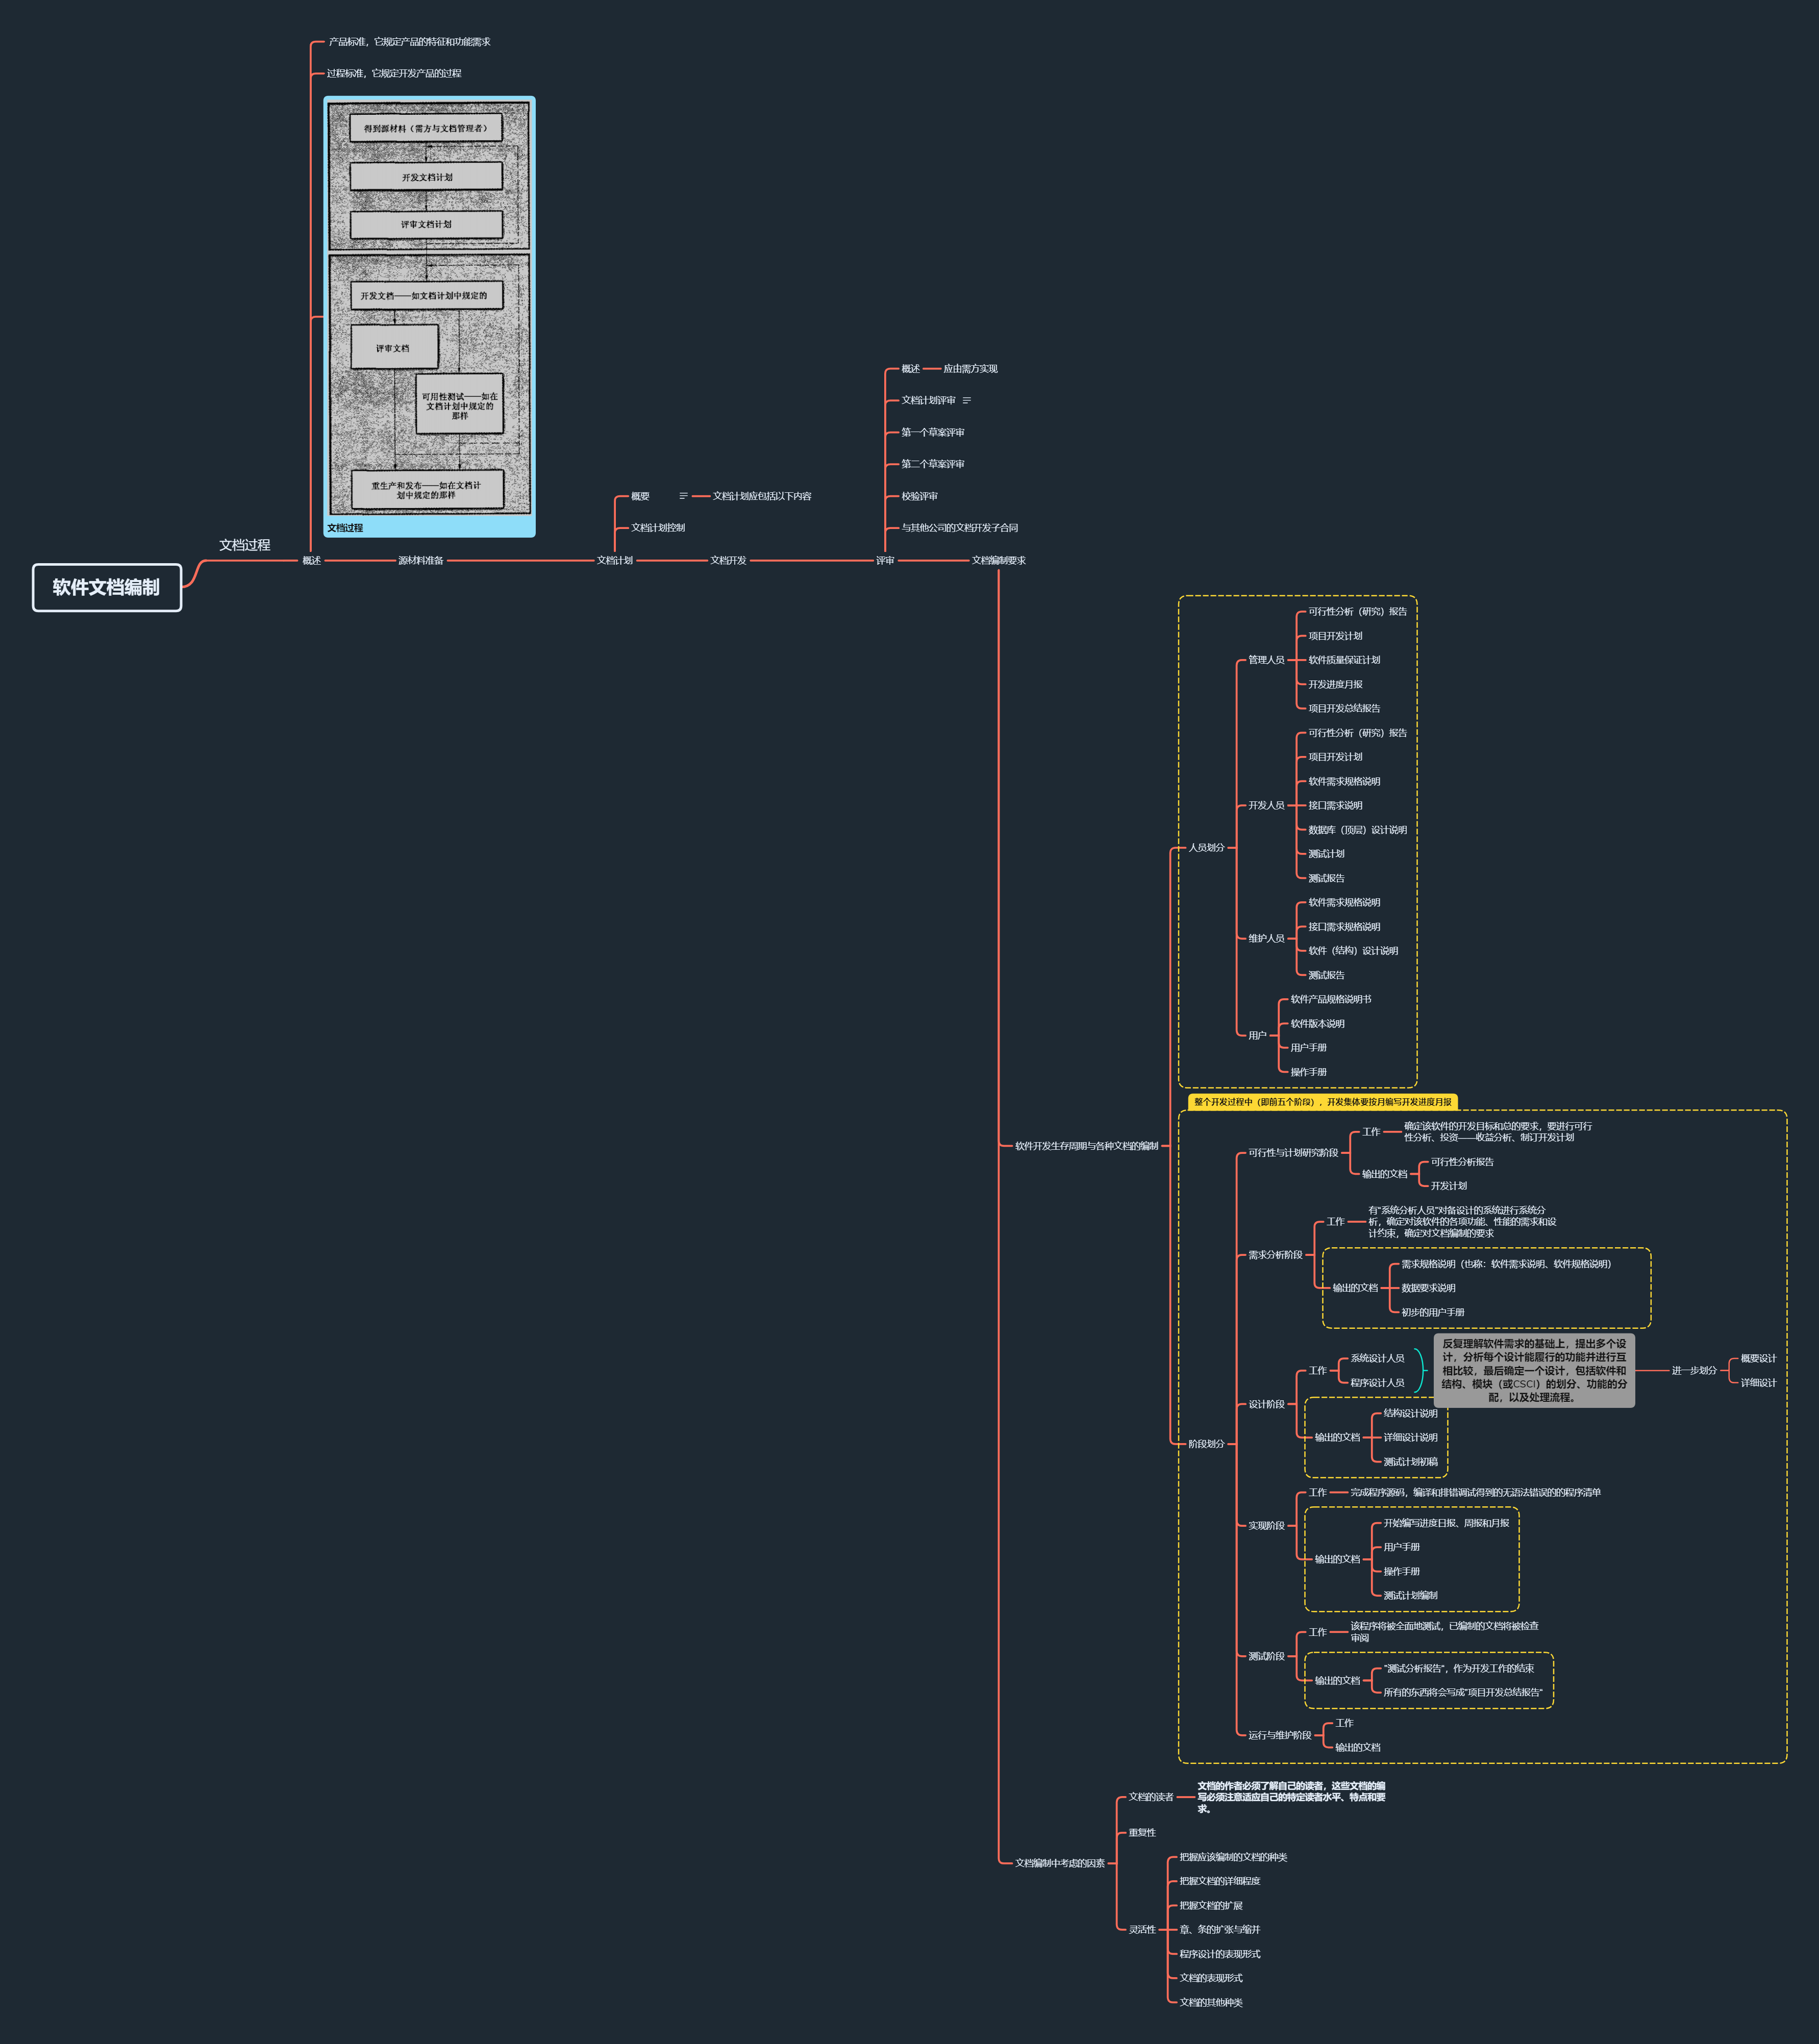 产品标准，它规定产品的特征和功能需求
过程标准，它规定开发产品的过程
得到源材料（需方与文档管理者）
开发文档计划
评审文档计划
开发文档——如文档计划中规定的
评审文档
可用性测试——如在
文档计划中规定的
那样
重生产和发布——如在文档计
划中规定的那样
文档过程
软件文档编制
文档过程
概述
源材料准备
概要
文档计划应包括以下内容
文档计划控制
文档计划
文档开发
概述
应由需方实现
文档计划评审
第一个草案评审
第二个草案评审
校验评审
与其他公司的文档开发子合同
评审
文档编制要求
软件开发生存周期与各种文档的编制
人员划分
管理人员
可行性分析（研究）报告
项目开发计划
软件质量保证计划
开发进度月报
项目开发总结报告
开发人员
可行性分析（研究）报告
项目开发计划
软件需求规格说明
接口需求说明
数据库（顶层）设计说明
测试计划
测试报告
维护人员
软件需求规格说明
接口需求规格说明
软件（结构）设计说明
测试报告
用户
软件产品规格说明书
软件版本说明
用户手册
操作手册
整个开发过程中（即前五个阶段），开发集体要按月编写开发进度月报
阶段划分
可行性与计划研究阶段
工作
确定该软件的开发目标和总的要求，要进行可行
性分析、投资——收益分析、制订开发计划
输出的文档
可行性分析报告
开发计划
需求分析阶段
工作
有"系统分析人员"对备设计的系统进行系统分
析，确定对该软件的各项功能、性能的需求和设
计约束，确定对文档编制的要求
输出的文档
需求规格说明（也称：软件需求说明、软件规格说明）
数据要求说明
初步的用户手册
设计阶段
工作
系统设计人员
程序设计人员
反复理解软件需求的基础上，提出多个设
计，分析每个设计能履行的功能并进行互
相比较，最后确定一个设计，包括软件和
结构、模块（或CSCI）的划分、功能的分
配，以及处理流程。
进一步划分
概要设计
详细设计
输出的文档
结构设计说明
详细设计说明
测试计划初稿
实现阶段
工作
完成程序源码，编译和排错调试得到的无语法错误的的程序清单
输出的文档
开始编写进度日报、周报和月报
用户手册
操作手册
测试计划编制
测试阶段
工作
该程序将被全面地测试，已编制的文档将被检查
审阅
输出的文档
"测试分析报告"，作为开发工作的结束
所有的东西将会写成"项目开发总结报告"
运行与维护阶段
工作
输出的文档
文档编制中考虑的因素
文档的读者
文档的作者必须了解自己的读者，这些文档的编
写必须注意适应自己的特定读者水平、特点和要
求。
重复性
灵活性
把握应该编制的文档的种类
把握文档的详细程度
把握文档的扩展
章、条的扩张与缩并
程序设计的表现形式
文档的表现形式
文档的其他种类